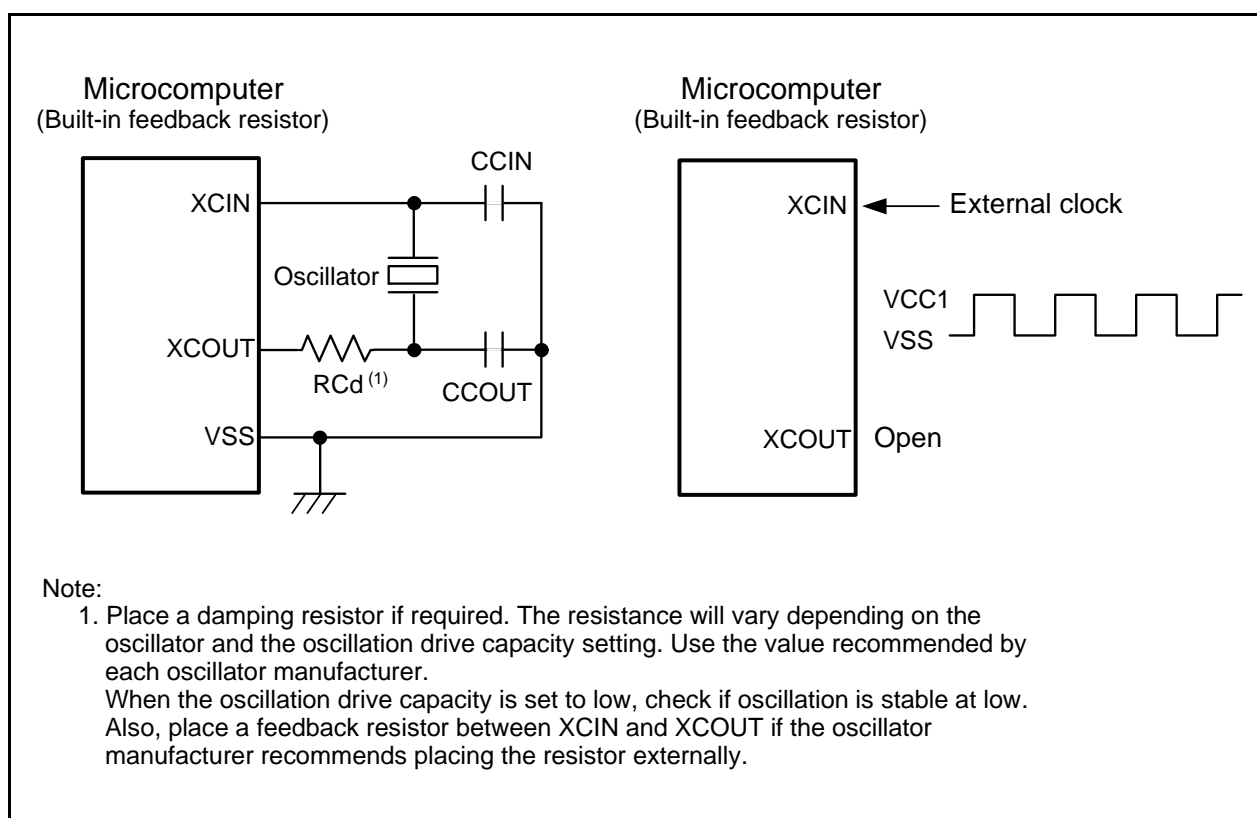 Microcomputer
(Built-in feedback resistor)
CCIN
XCIN
Oscillator
XCOUT
RCd (1)
CCOUT
VSS
Microcomputer
(Built-in feedback resistor)
XCIN
External clock
VCC1
VSS
XCOUT
Open
Note:
1. Place a damping resistor if required. The resistance will vary depending on the
oscillator and the oscillation drive capacity setting. Use the value recommended by
each oscillator manufacturer.
When the oscillation drive capacity is set to low, check if oscillation is stable at low.
Also, place a feedback resistor between XCIN and XCOUT if the oscillator
manufacturer recommends placing the resistor externally.